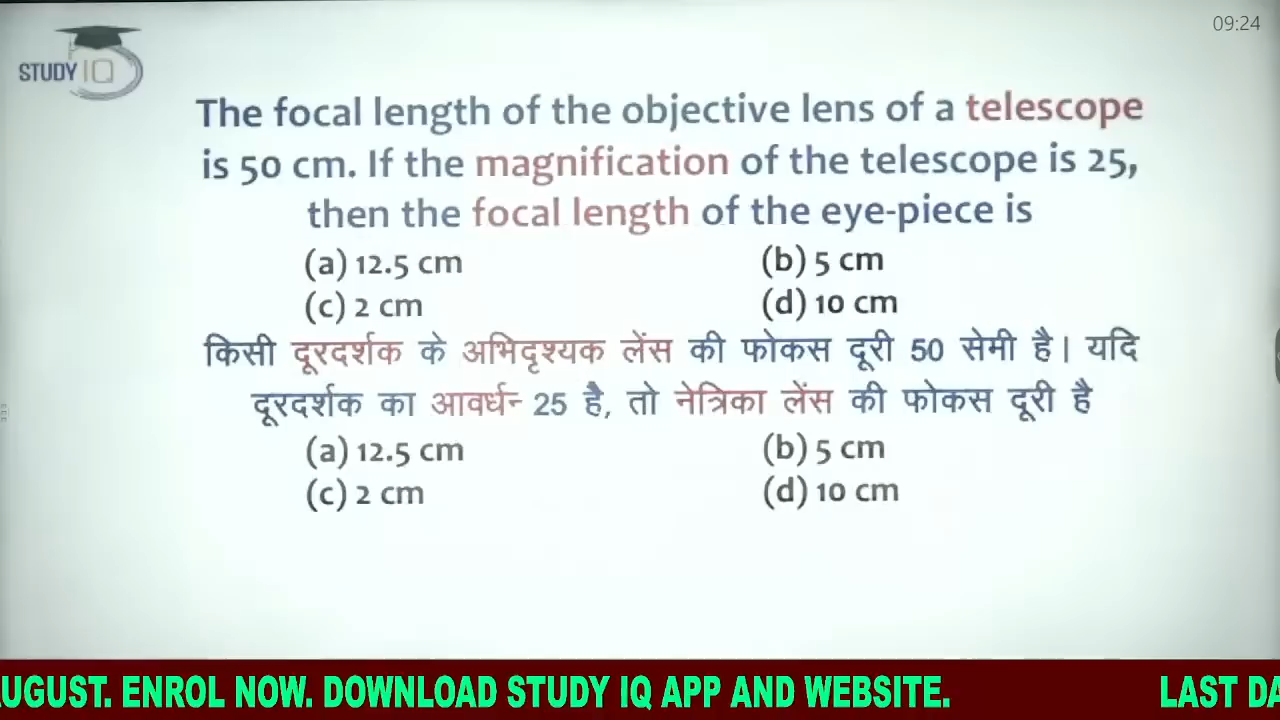 09:24
STUDY IQ
The focal length of the objective lens of a telescope
is 50 cm. If the magnification of the telescope is 25,
then the focal length of the eye-piece is
(a) 12.5 cm (b) 5 cm
(c) 2 cm (d) 10 cm
किसी दूरदर्शक के अभिदृश्यक लेंस की फोकस दूरी 50 सेमी है। यदि
दूरदर्शक का आवर्धन 25 है, तो नेत्रिका लेंस की फोकस दूरी है
(a) 12.5 cm (b) 5 cm
(c) 2 cm (d) 10 cm
UGUST. ENROL NOW. DOWNLOAD STUDY IQ APP AND WEBSITE. LAST DA